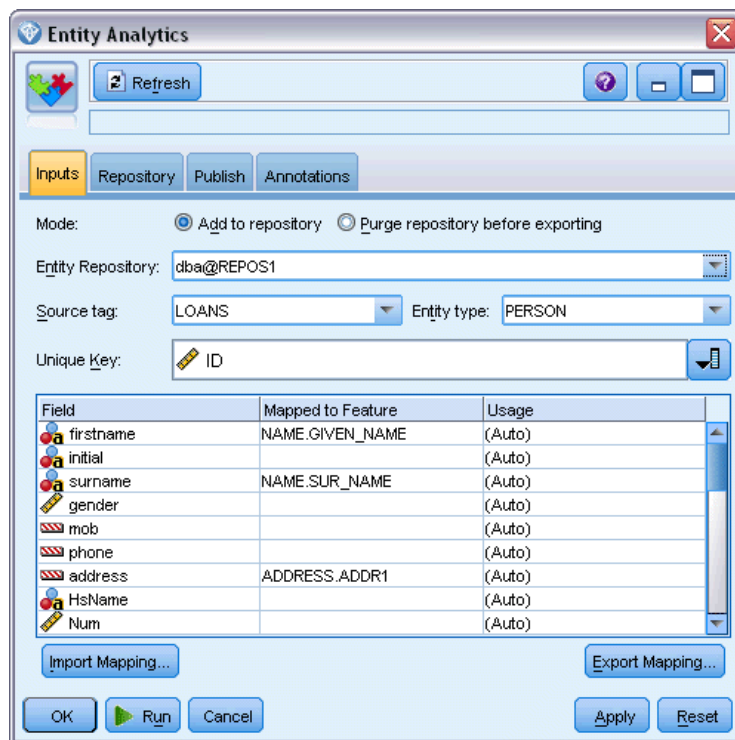 Entity Analytics
Refresh
Inputs Repository Publish Annotations
Mode: Add to repository Purge repository before exporting
Entity Repository: dba@REPOS1
Source tag: LOANS Entity type: PERSON
Unique Key: ID
Field Mapped to Feature Usage
firstname NAME.GIVEN_NAME (Auto)
initial (Auto)
surname NAME.SUR_NAME (Auto)
gender (Auto)
mob (Auto)
phone (Auto)
address ADDRESS.ADDR1 (Auto)
HsName (Auto)
Num (Auto)
Import Mapping... Export Mapping...
OK Run Cancel Apply Reset